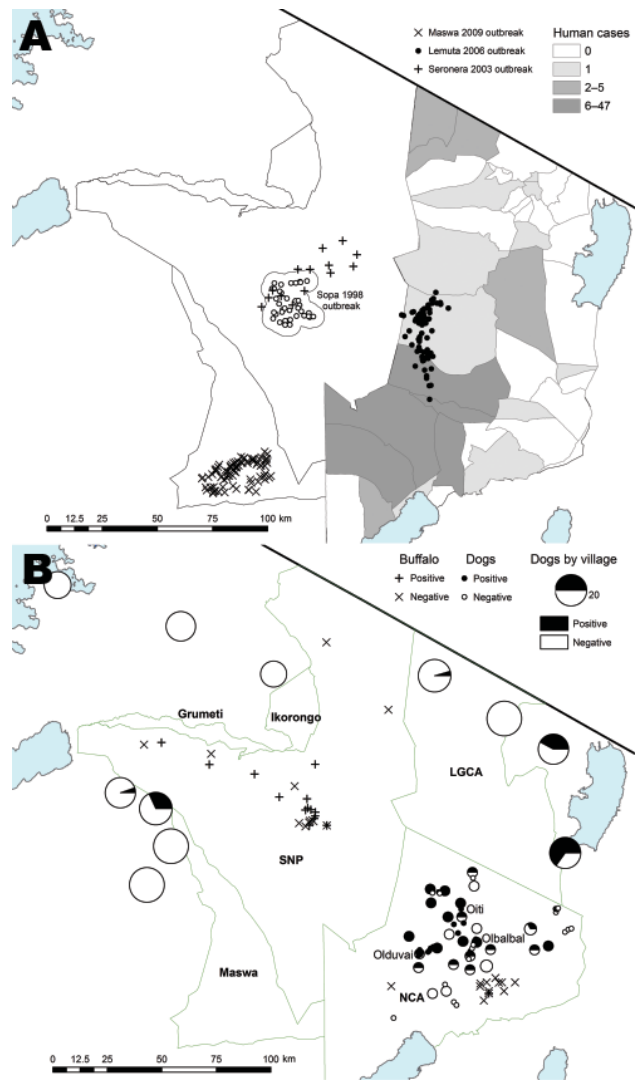 A
× Maswa 2009 outbreak
● Lemuta 2006 outbreak
+ Seronera 2003 outbreak
Human cases
0
1
2–5
6–47
Sopa 1998
outbreak
0 12.5 25 50 75 100 km
B
Buffalo
+ Positive
× Negative
Dogs
● Positive
○ Negative
Dogs by village
20
Positive
Negative
Grumeti
Ikorongo
LGCA
SNP
Oiti
Olbalbal
Olduvai
Maswa
NCA
0 12.5 25 50 75 100 km